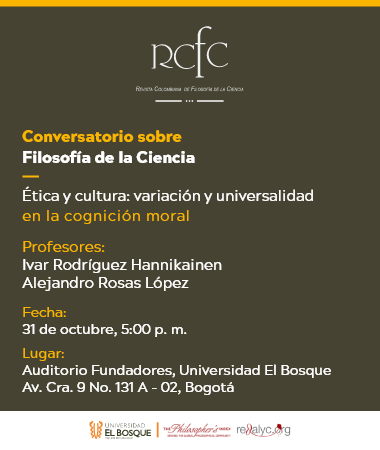 RCfC
REVISTA COLOMBIANA DE FILOSOFÍA DE LA CIENCIA
Conversatorio sobre
Filosofía de la Ciencia
Ética y cultura: variación y universalidad
en la cognición moral
Profesores:
Ivar Rodríguez Hannikainen
Alejandro Rosas López
Fecha:
31 de octubre, 5:00 p. m.
Lugar:
Auditorio Fundadores, Universidad El Bosque
Av. Cra. 9 No. 131 A - 02, Bogotá
UNIVERSIDAD
EL BOSQUE
THE Philosopher's INDEX
redalyc.org